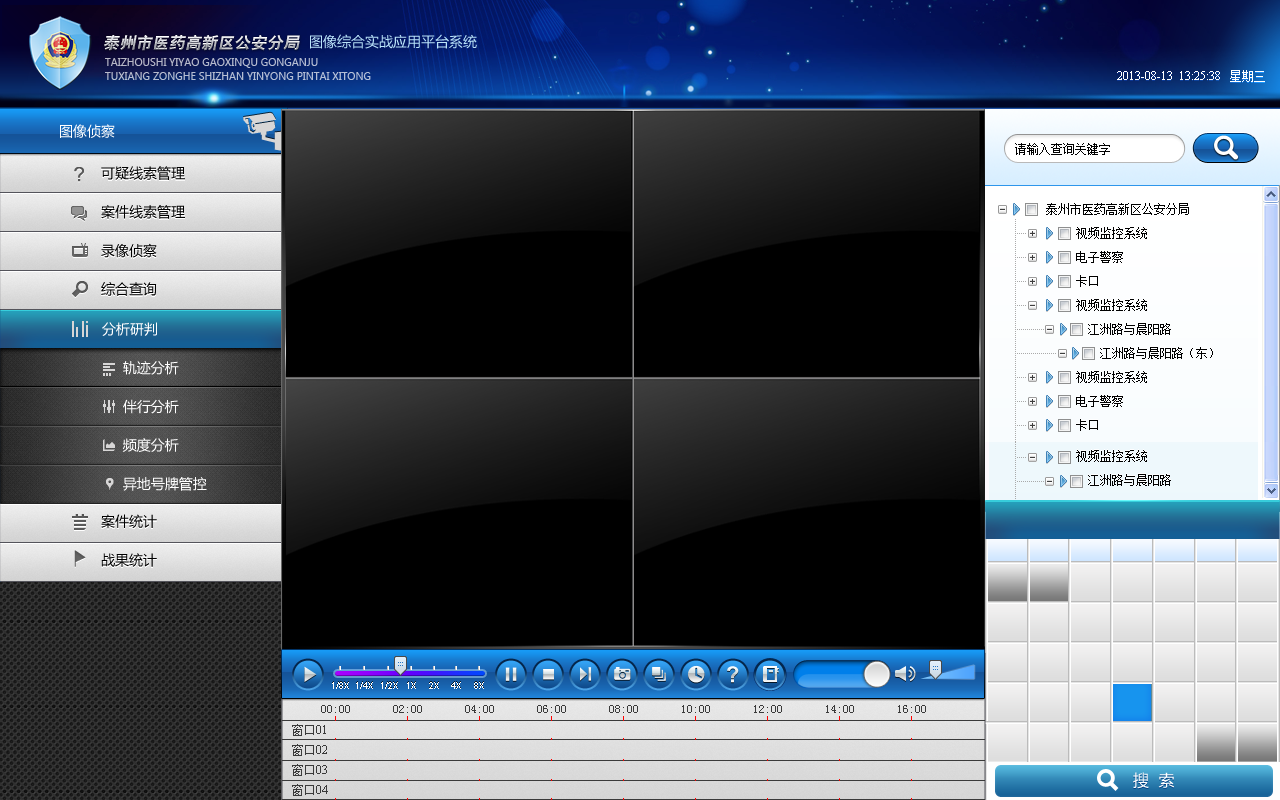 泰州市医药高新区公安分局 图像综合实战应用平台系统
TAIZHOUSHI YIYAO GAOXINQU GONGANJU
TUXIANG ZONGHE SHIZHAN YINYONG PINTAI XITONG
2013-08-13 13:25:38 星期三
图像侦察
可疑线索管理
案件线索管理
录像侦察
综合查询
分析研判
轨迹分析
伴行分析
频度分析
异地号牌管控
案件统计
战果统计
1/8X 1/4X 1/2X 1X 2X 4X 8X
00:00 02:00 04:00 06:00 08:00 10:00 12:00 14:00 16:00
窗口01
窗口02
窗口03
窗口04
请输入查询关键字
泰州市医药高新区公安分局
视频监控系统
电子警察
卡口
视频监控系统
江洲路与晨阳路
江洲路与晨阳路（东）
视频监控系统
电子警察
卡口
视频监控系统
江洲路与晨阳路
搜 索